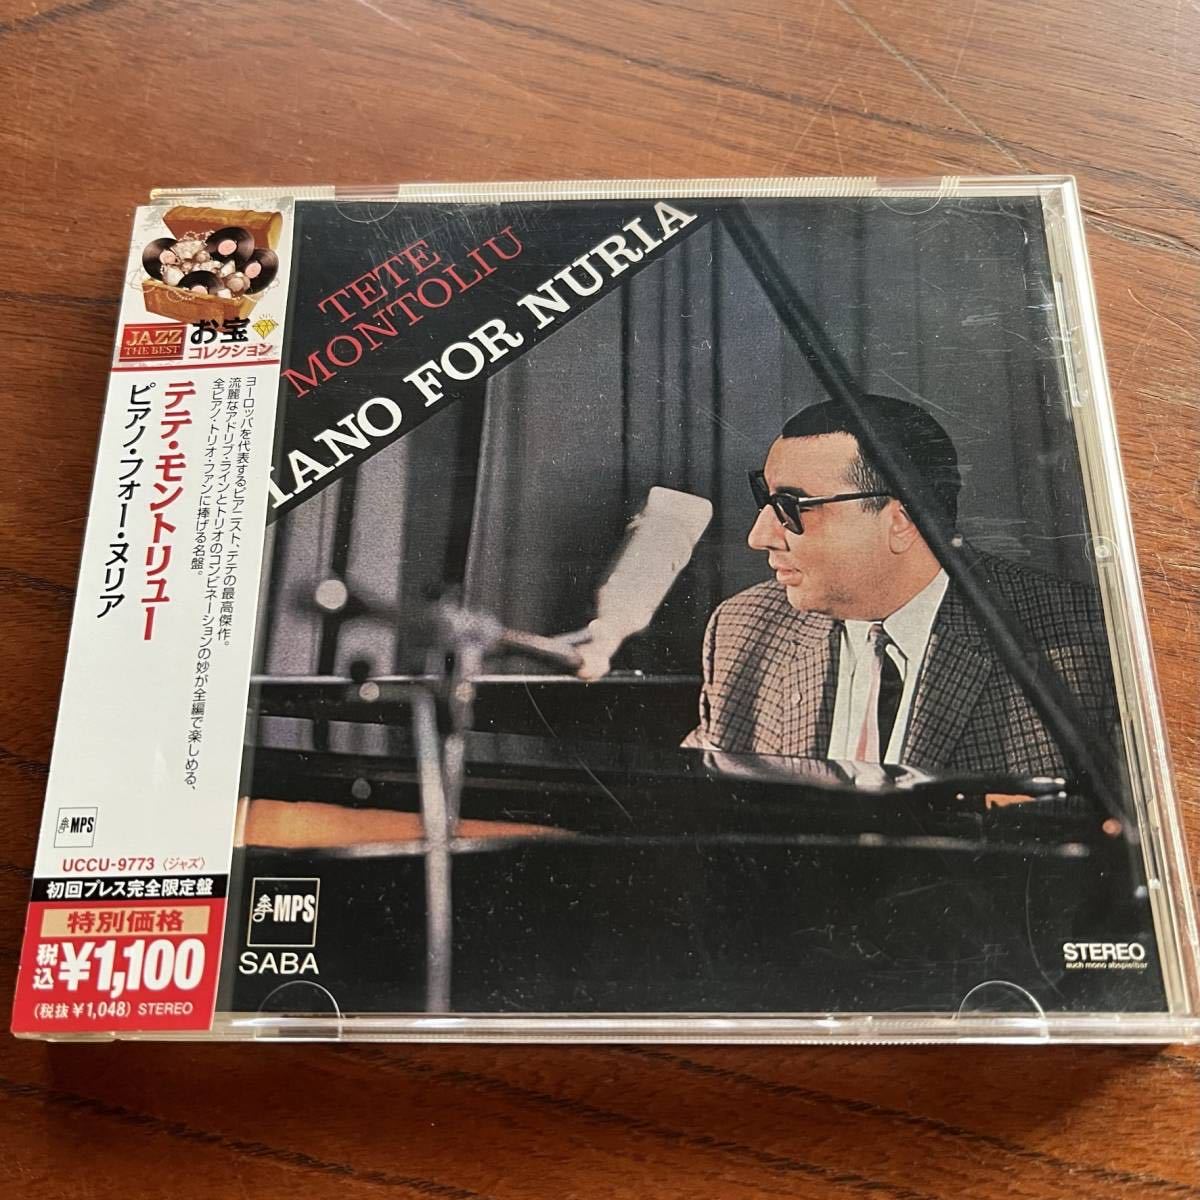 JAZZ
THE BEST
お宝
コレクション
テテ・モントリュー
ピアノ・フォー・ヌリア
ヨーロッパを代表するピアニスト、テテの最高傑作。
流麗なアドリブ・ラインとトリオのコンビネーションの妙が全編で楽しめる、
全ピアノ・トリオ・ファンに捧げる名盤。
MPS
UCCU-9773 〈ジャズ〉
初回プレス完全限定盤
特別価格
税込 ¥1,100
(税抜 ¥1,048) STEREO
TETE
MONTOLIU
IANO FOR NURIA
MPS
SABA
STEREO
auch mono abspielbar